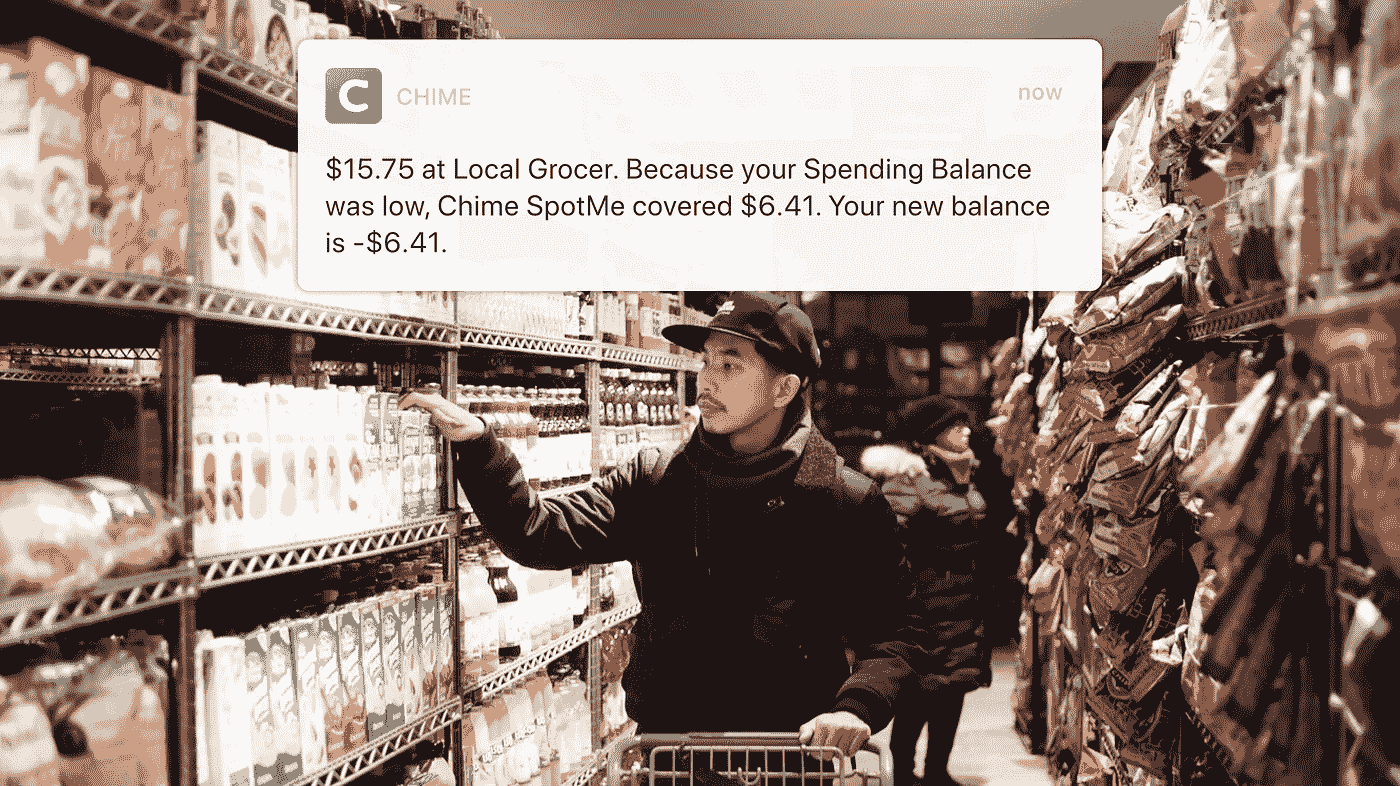 C CHIME now
$15.75 at Local Grocer. Because your Spending Balance
was low, Chime SpotMe covered $6.41. Your new balance
is -$6.41.